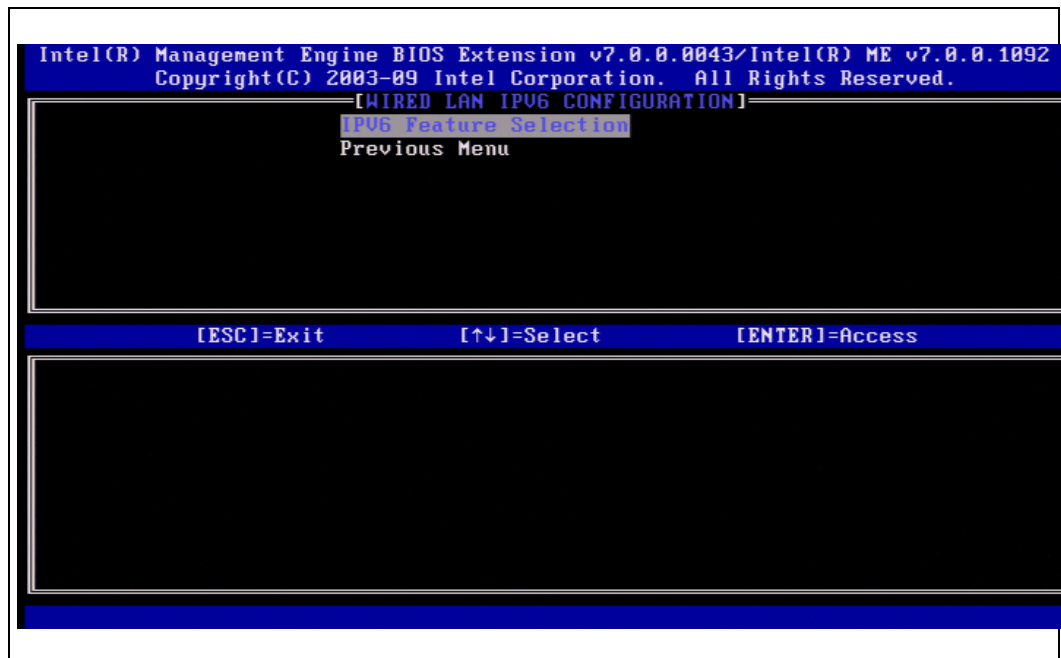 Intel(R) Management Engine BIOS Extension v7.0.0.0043/Intel(R) ME v7.0.0.1092
Copyright(C) 2003-09 Intel Corporation. All Rights Reserved.
[WIRED LAN IPV6 CONFIGURATION]
IPV6 Feature Selection
Previous Menu
[ESC]=Exit [↑↓]=Select [ENTER]=Access